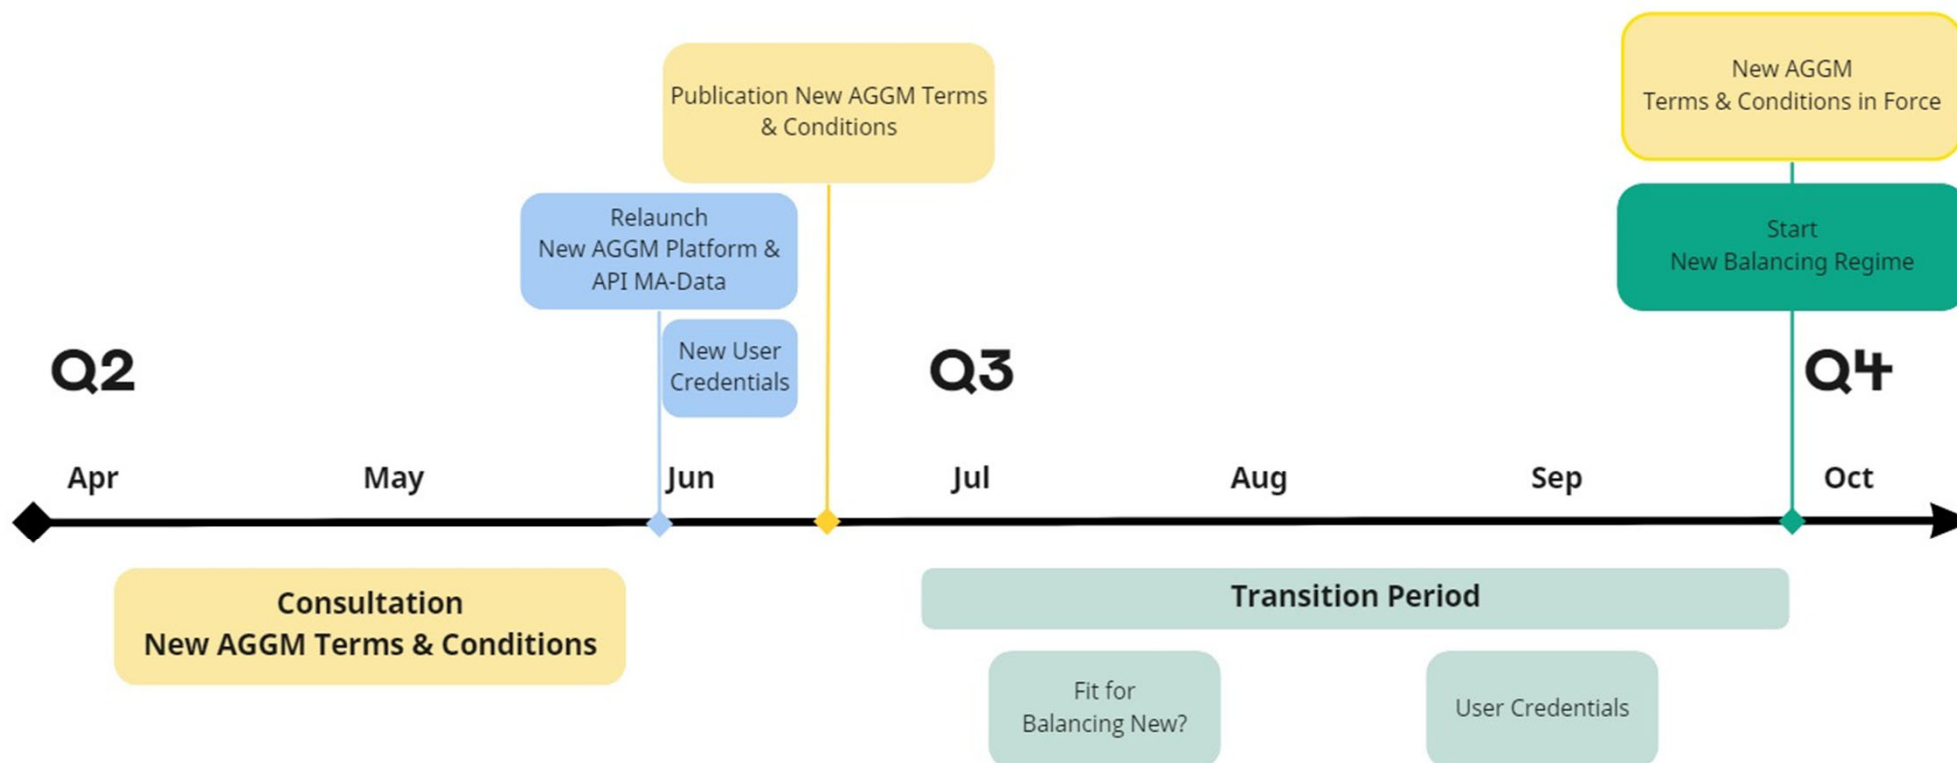 New AGGM
Terms & Conditions in Force
Publication New AGGM Terms
& Conditions
Relaunch
New AGGM Platform &
API MA-Data
Start
New Balancing Regime
New User
Credentials
Q2
Q3
Q4
Apr
May
Jun
Jul
Aug
Sep
Oct
Consultation
New AGGM Terms & Conditions
Transition Period
Fit for
Balancing New?
User Credentials